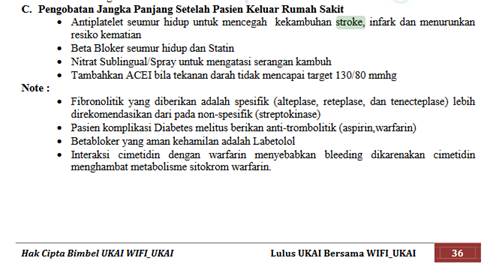 C. Pengobatan Jangka Panjang Setelah Pasien Keluar Rumah Sakit
• Antiplatelet seumur hidup untuk mencegah kekambuhan stroke, infark dan menurunkan
resiko kematian
• Beta Bloker seumur hidup dan Statin
• Nitrat Sublingual/Spray untuk mengatasi serangan kambuh
• Tambahkan ACEI bila tekanan darah tidak mencapai target 130/80 mmhg
Note :
• Fibronolitik yang diberikan adalah spesifik (alteplase, reteplase, dan tenecteplase) lebih
direkomendasikan dari pada non-spesifik (streptokinase)
• Pasien komplikasi Diabetes melitus berikan anti-trombolitik (aspirin,warfarin)
• Betabloker yang aman kehamilan adalah Labetolol
• Interaksi cimetidin dengan warfarin menyebabkan bleeding dikarenakan cimetidin
menghambat metabolisme sitokrom warfarin.
Hak Cipta Bimbel UKAI WIFI_UKAI Lulus UKAI Bersama WIFI_UKAI 36